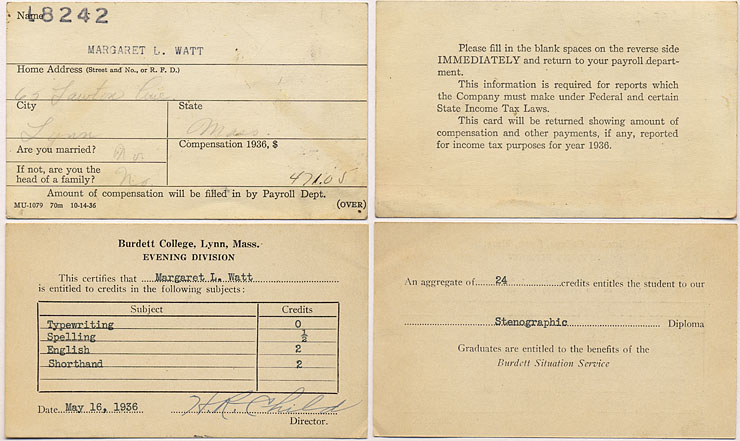 Name
18242
MARGARET L. WATT
Home Address (Street and No., or R. F. D.)
65 Lawton Ave.
City
State
Lynn
Mass.
Are you married?
No
Compensation 1936, $
If not, are you the
head of a family?
No
471.05
Amount of compensation will be filled in by Payroll Dept.
MU-1079 70m 10-14-36
(OVER)
Please fill in the blank spaces on the reverse side
IMMEDIATELY and return to your payroll depart-
ment.
This information is required for reports which
the Company must make under Federal and certain
State Income Tax Laws.
This card will be returned showing amount of
compensation and other payments, if any, reported
for income tax purposes for year 1936.
Burdett College, Lynn, Mass.
EVENING DIVISION
This certifies that Margaret L. Watt
is entitled to credits in the following subjects:
Subject Credits
Typewriting 0
Spelling ½
English 2
Shorthand 2
Date May 16, 1936 H.R. Child
Director.
An aggregate of 24 credits entitles the student to our
Stenographic Diploma
Graduates are entitled to the benefits of the
Burdett Situation Service